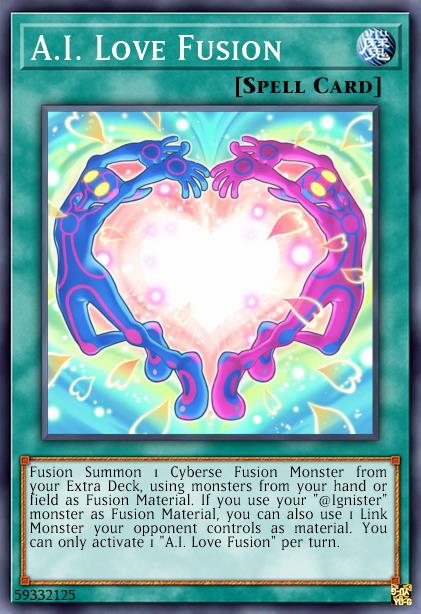 A.I. Love Fusion
魔
[Spell Card]
Fusion Summon 1 Cyberse Fusion Monster from
your Extra Deck, using monsters from your hand or
field as Fusion Material. If you use your "@Ignister"
monster as Fusion Material, you can also use 1 Link
Monster your opponent controls as material. You
can only activate 1 "A.I. Love Fusion" per turn.
59332125